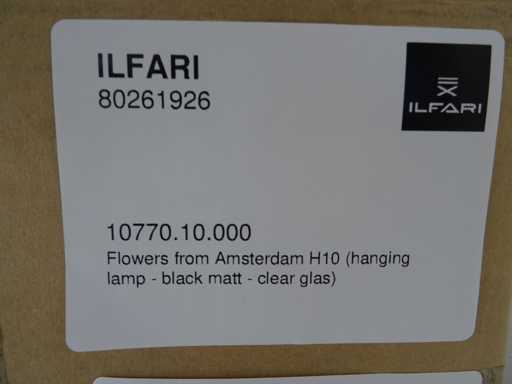 ILFARI
80261926
ILFARI
10770.10.000
Flowers from Amsterdam H10 (hanging
lamp - black matt - clear glas)